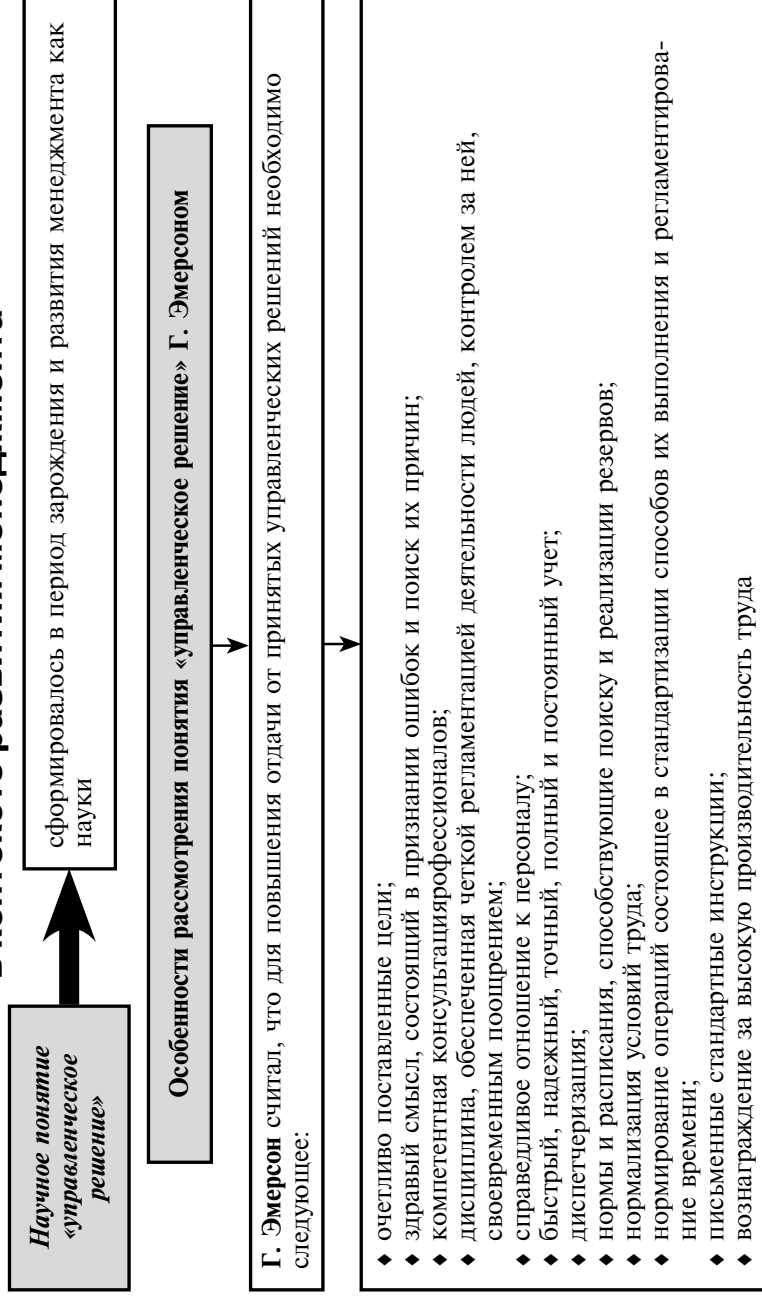 Научное понятие
«управленческое
решение»
сформировалось в период зарождения и развития менеджмента как
науки
Особенности рассмотрения понятия «управленческое решение» Г. Эмерсоном
Г. Эмерсон считал, что для повышения отдачи от принятых управленческих решений необходимо
следующее:
♦ очетливо поставленные цели;
♦ здравый смысл, состоящий в признании ошибок и поиск их причин;
♦ компетентная консультациярофессионалов;
♦ дисциплина, обеспеченная четкой регламентацией деятельности людей, контролем за ней,
своевременным поощрением;
♦ справедливое отношение к персоналу;
♦ быстрый, надежный, точный, полный и постоянный учет;
♦ диспетчеризация;
♦ нормы и расписания, способствующие поиску и реализации резервов;
♦ нормализация условий труда;
♦ нормирование операций состоящее в стандартизации способов их выполнения и регламентирова-
ние времени;
♦ письменные стандартные инструкции;
♦ вознаграждение за высокую производительность труда